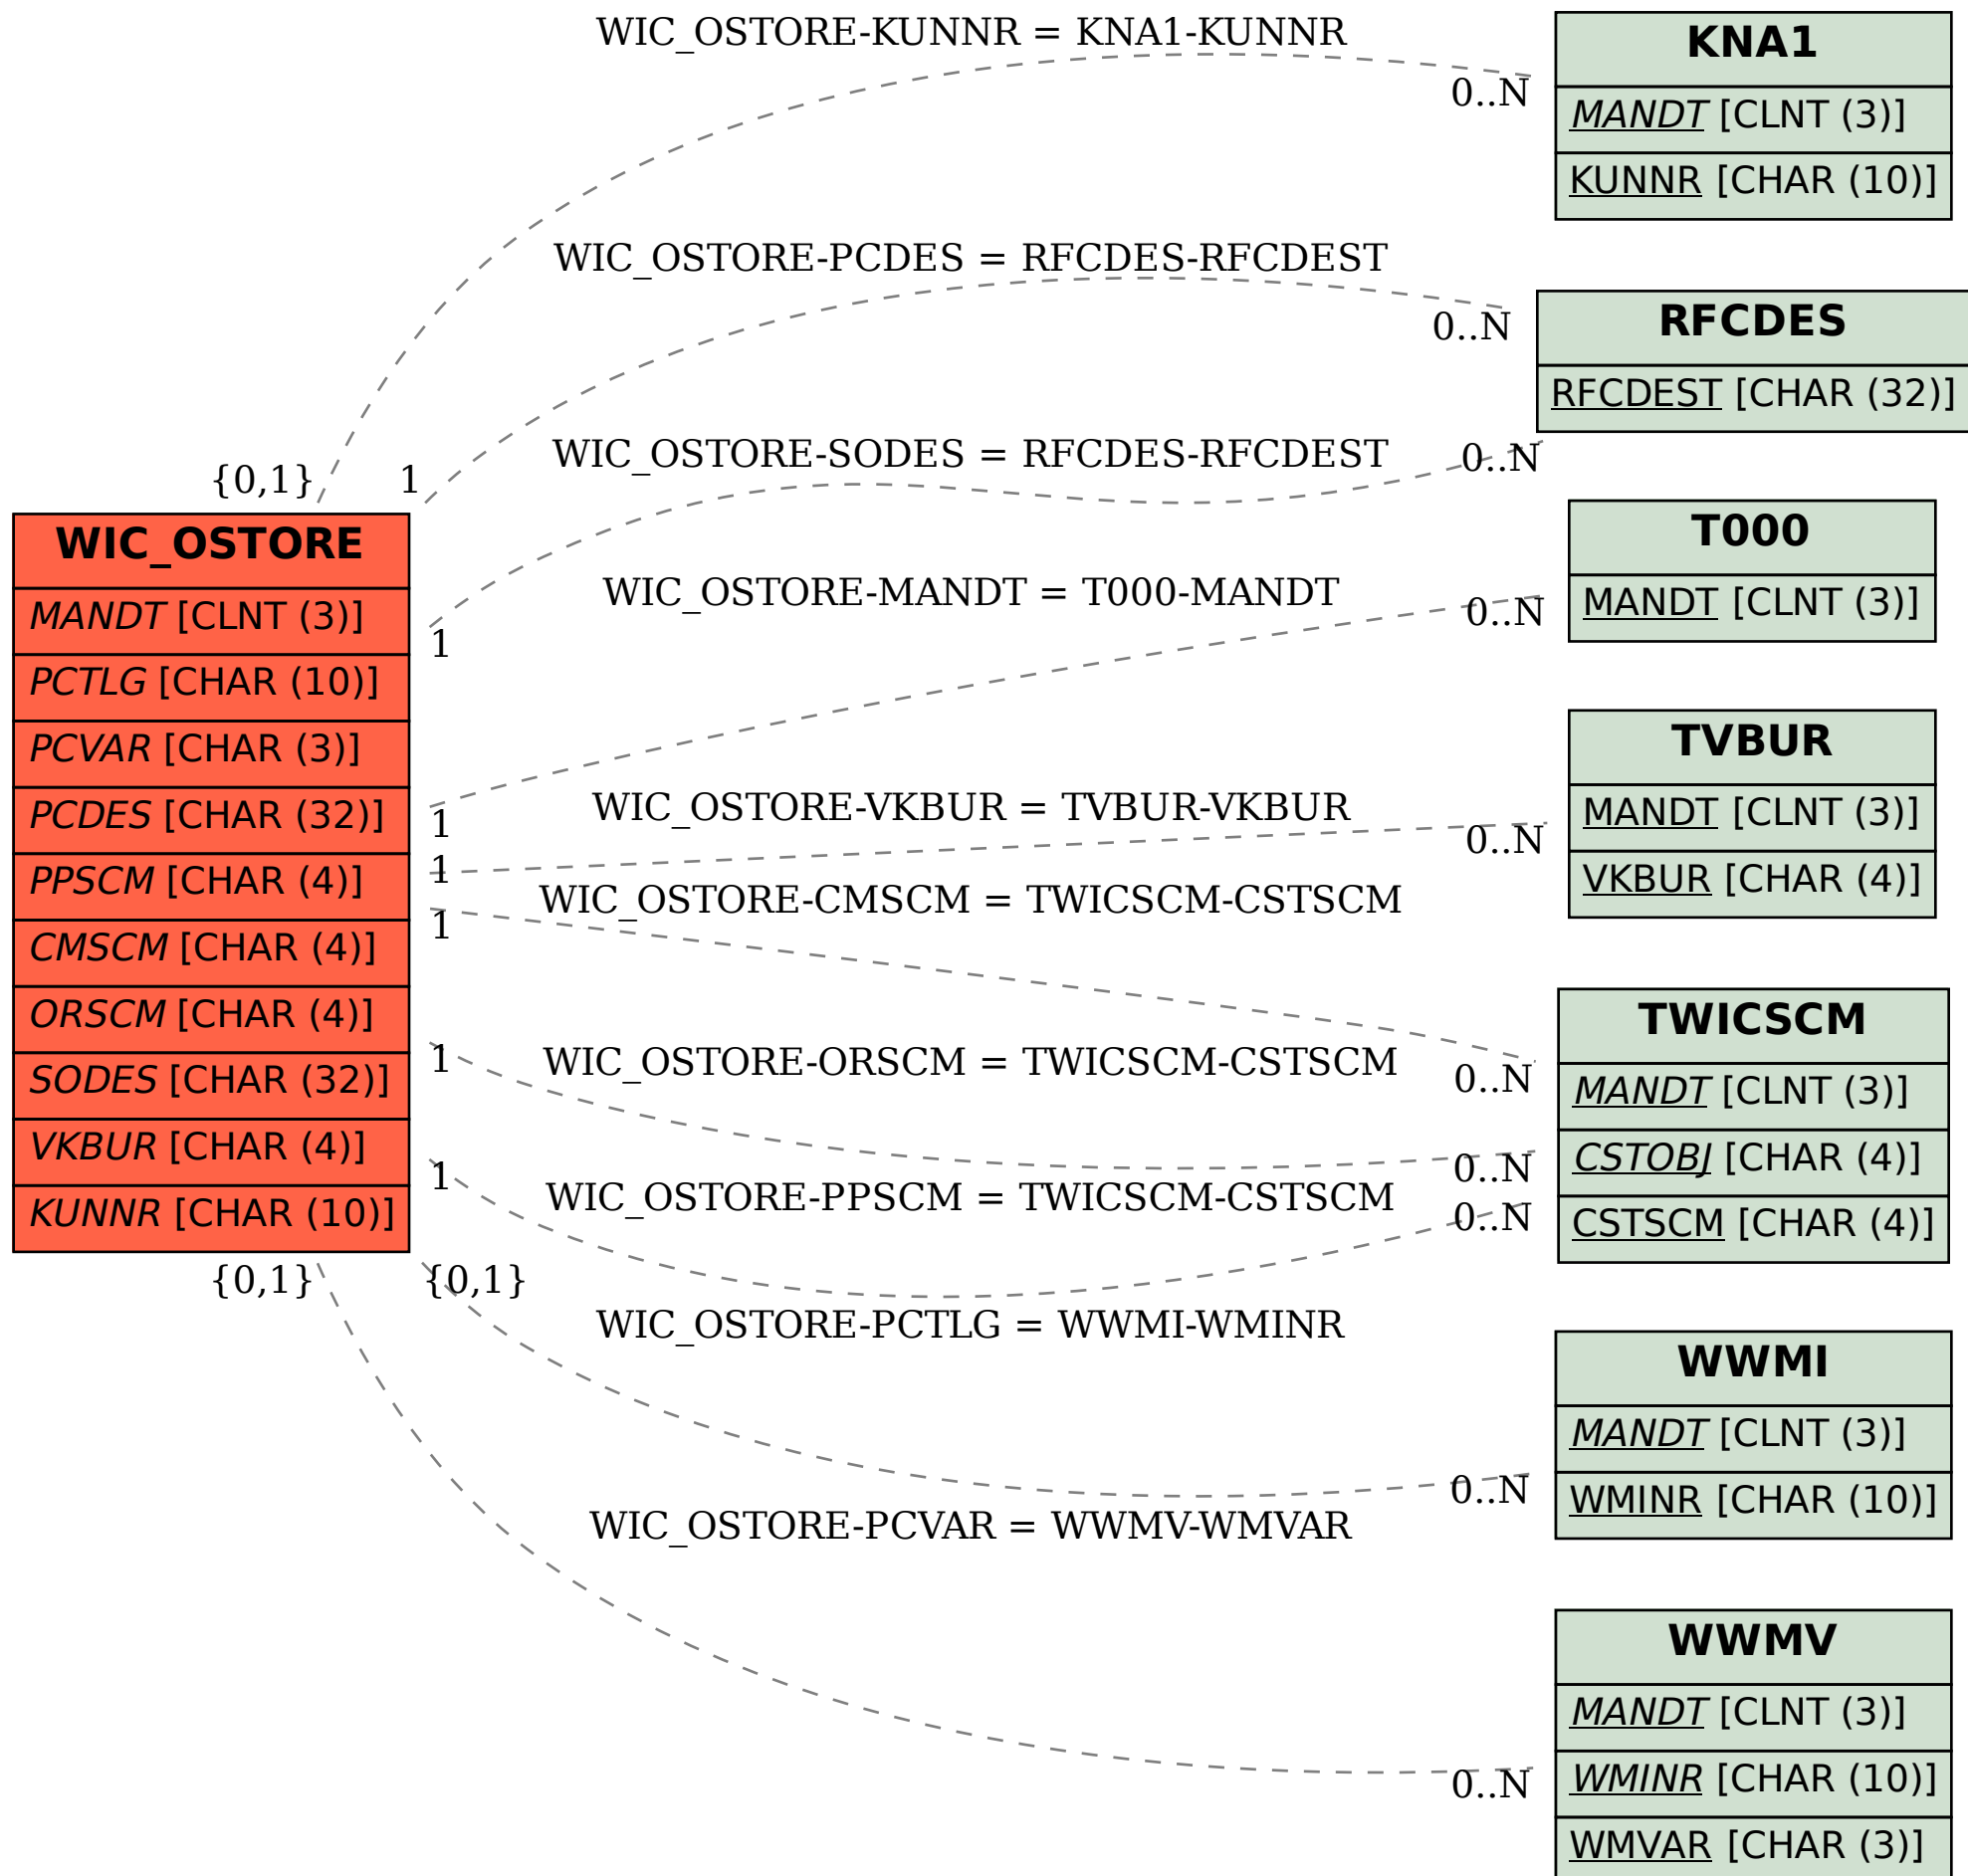 WIC_OSTORE-KUNNR = KNA1-KUNNR
0..N
KNA1
MANDT [CLNT (3)]
KUNNR [CHAR (10)]
WIC_OSTORE-PCDES = RFCDES-RFCDEST
0..N
RFCDES
RFCDEST [CHAR (32)]
WIC_OSTORE-SODES = RFCDES-RFCDEST
0..N
{0,1}
1
WIC_OSTORE
MANDT [CLNT (3)]
PCTLG [CHAR (10)]
PCVAR [CHAR (3)]
PCDES [CHAR (32)]
PPSCM [CHAR (4)]
CMSCM [CHAR (4)]
ORSCM [CHAR (4)]
SODES [CHAR (32)]
VKBUR [CHAR (4)]
KUNNR [CHAR (10)]
1
WIC_OSTORE-MANDT = T000-MANDT
0..N
T000
MANDT [CLNT (3)]
1
WIC_OSTORE-VKBUR = TVBUR-VKBUR
0..N
TVBUR
MANDT [CLNT (3)]
VKBUR [CHAR (4)]
1
WIC_OSTORE-CMSCM = TWICSCM-CSTSCM
1
0..N
TWICSCM
MANDT [CLNT (3)]
CSTOBJ [CHAR (4)]
CSTSCM [CHAR (4)]
1
WIC_OSTORE-ORSCM = TWICSCM-CSTSCM
0..N
1
WIC_OSTORE-PPSCM = TWICSCM-CSTSCM
0..N
{0,1}
{0,1}
WIC_OSTORE-PCTLG = WWMI-WMINR
0..N
WWMI
MANDT [CLNT (3)]
WMINR [CHAR (10)]
WIC_OSTORE-PCVAR = WWMV-WMVAR
0..N
WWMV
MANDT [CLNT (3)]
WMINR [CHAR (10)]
WMVAR [CHAR (3)]